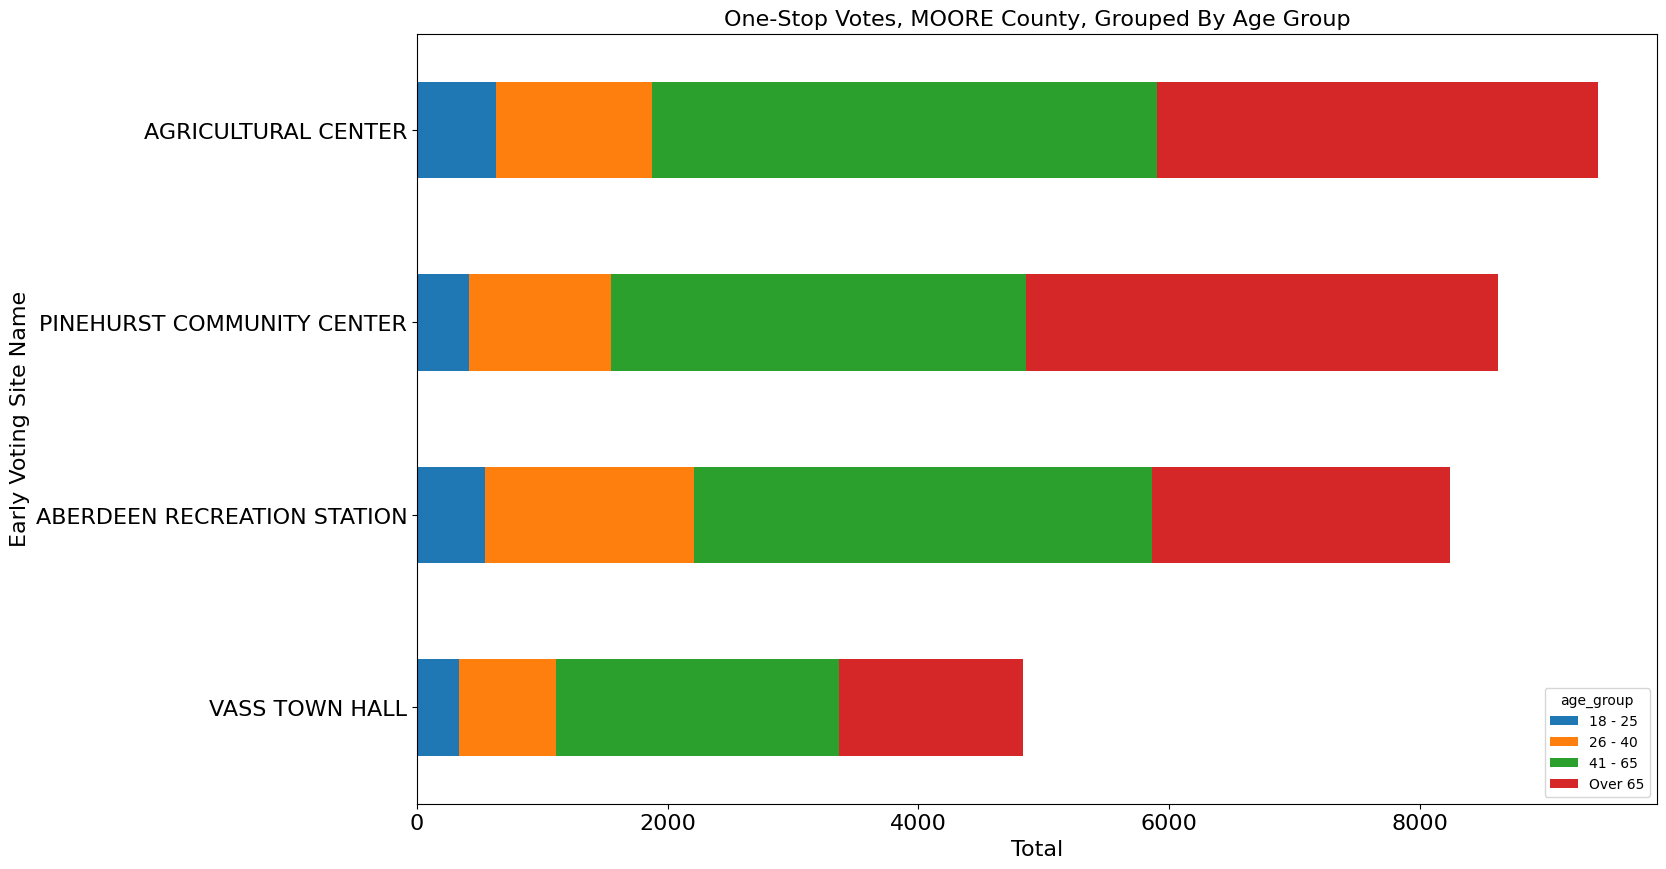 One-Stop Votes, MOORE County, Grouped By Age Group
Early Voting Site Name
AGRICULTURAL CENTER
PINEHURST COMMUNITY CENTER
ABERDEEN RECREATION STATION
VASS TOWN HALL
age_group
18 - 25
26 - 40
41 - 65
Over 65
0 2000 4000 6000 8000
Total